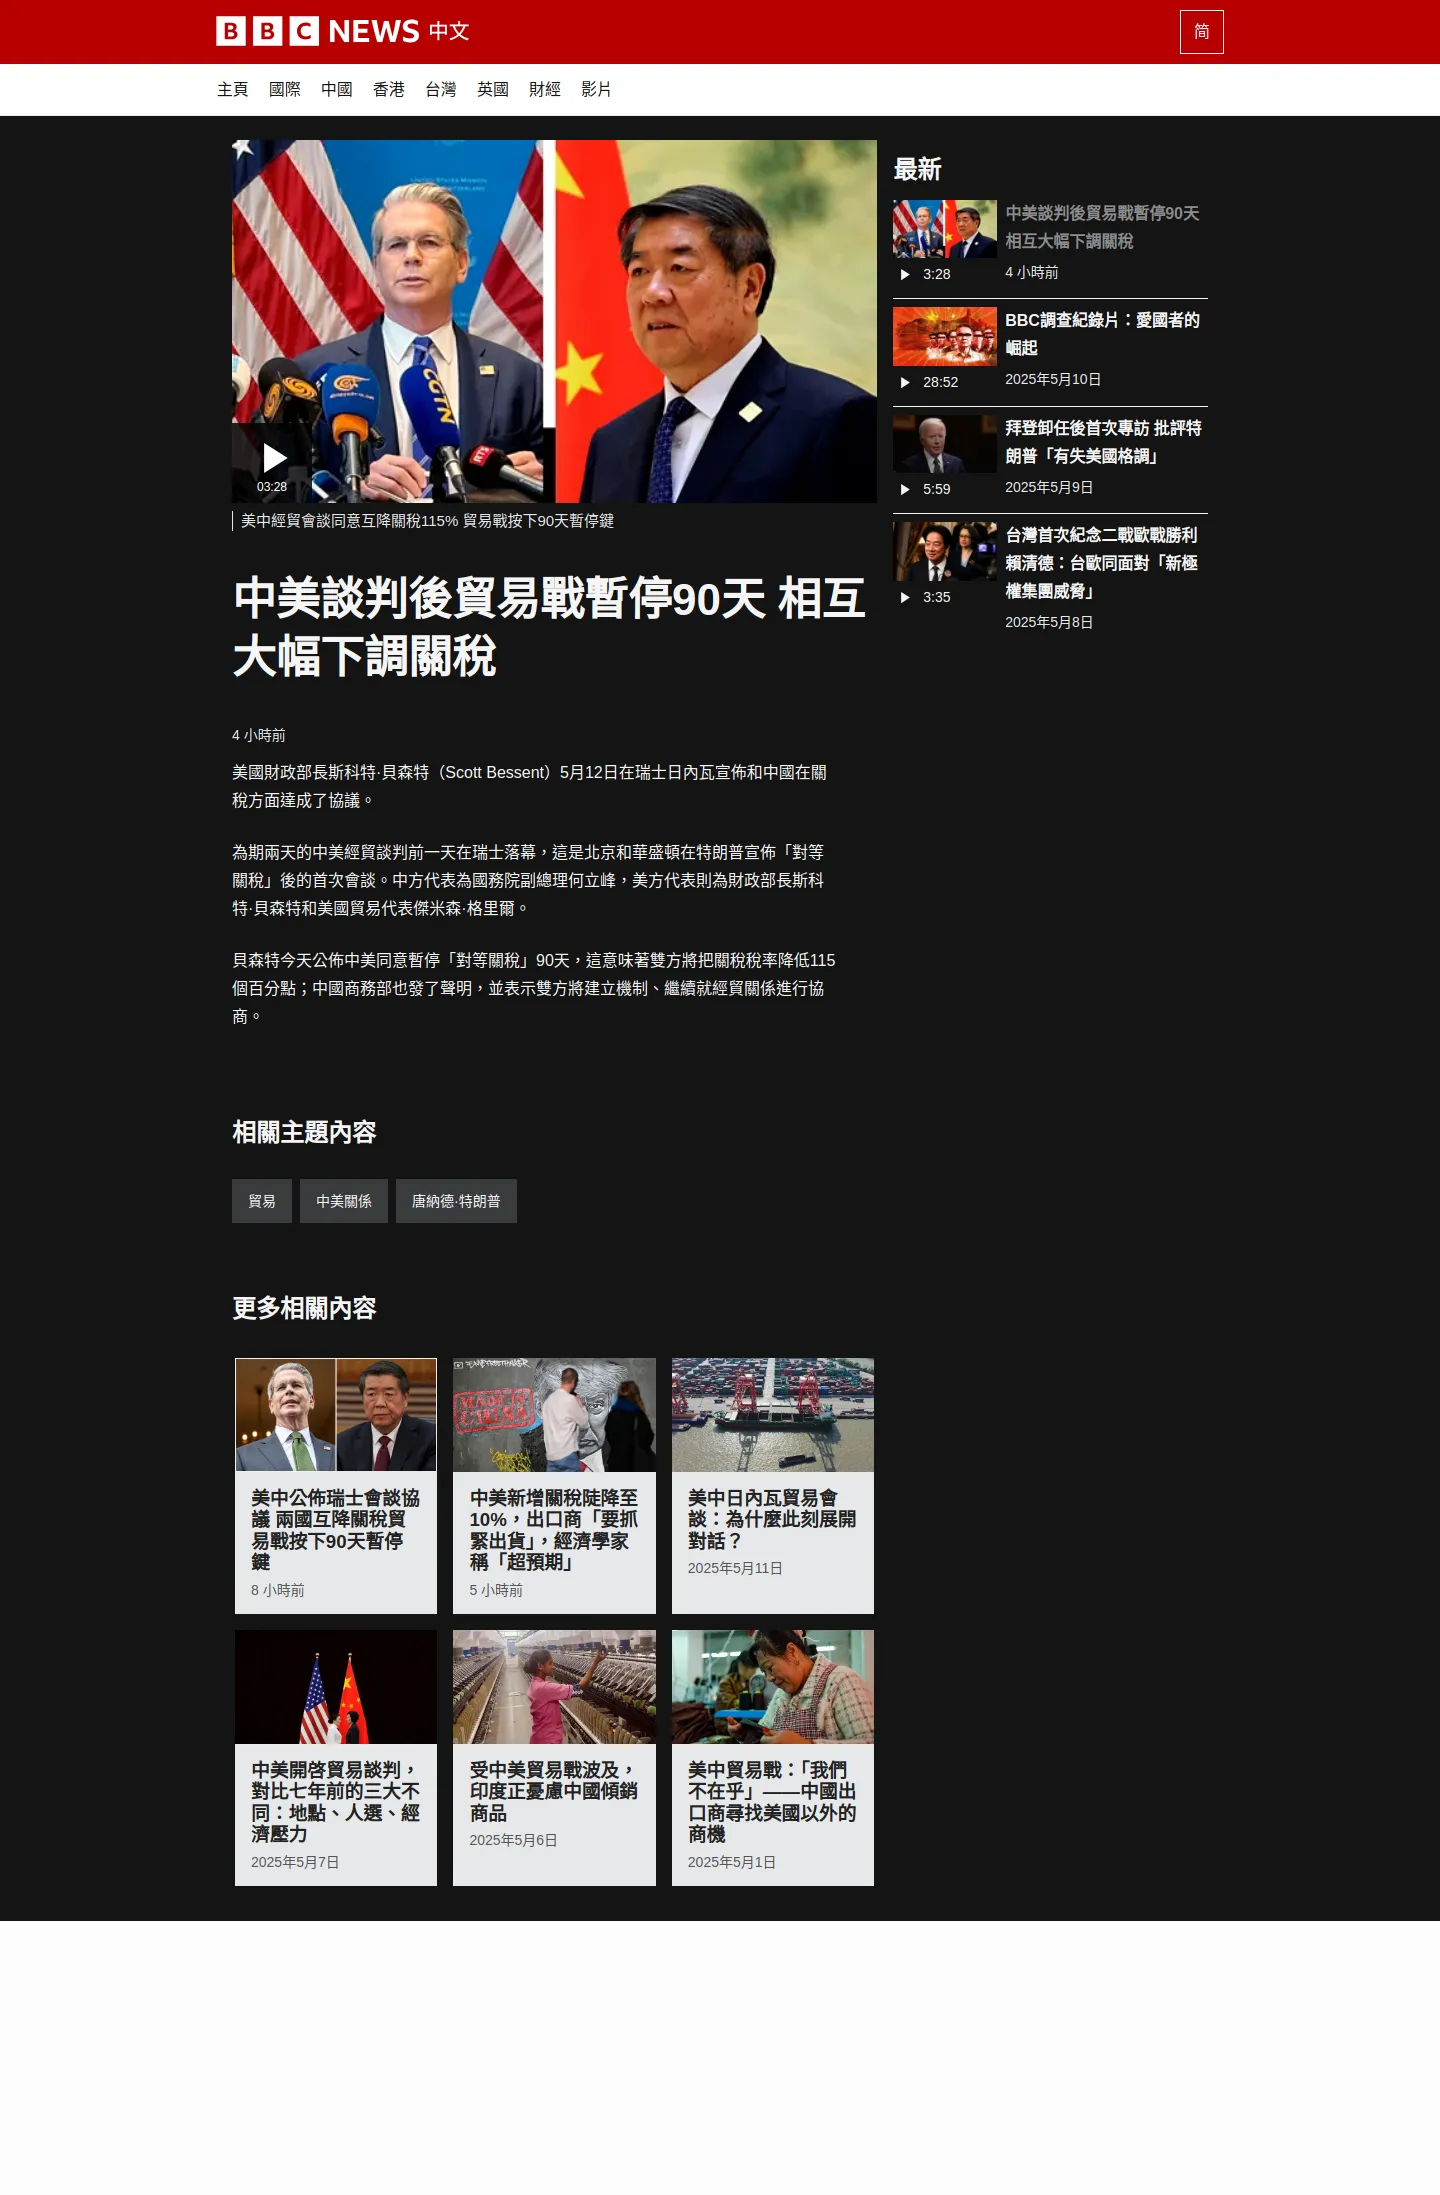 BBC NEWS 中文
简
主頁 國際 中國 香港 台灣 英國 財經 影片
CGTN
RTS
03:28
美中經貿會談同意互降關稅115% 貿易戰按下90天暫停鍵
中美談判後貿易戰暫停90天 相互
大幅下調關稅
4 小時前
美國財政部長斯科特·貝森特（Scott Bessent）5月12日在瑞士日內瓦宣佈和中國在關
稅方面達成了協議。
為期兩天的中美經貿談判前一天在瑞士落幕，這是北京和華盛頓在特朗普宣佈「對等
關稅」後的首次會談。中方代表為國務院副總理何立峰，美方代表則為財政部長斯科
特·貝森特和美國貿易代表傑米森·格里爾。
貝森特今天公佈中美同意暫停「對等關稅」90天，這意味著雙方將把關稅稅率降低115
個百分點；中國商務部也發了聲明，並表示雙方將建立機制、繼續就經貿關係進行協
商。
最新
中美談判後貿易戰暫停90天
相互大幅下調關稅
3:28
4 小時前
BBC調查紀錄片：愛國者的
崛起
28:52
2025年5月10日
拜登卸任後首次專訪 批評特
朗普「有失美國格調」
5:59
2025年5月9日
台灣首次紀念二戰歐戰勝利
賴清德：台歐同面對「新極
權集團威脅」
3:35
2025年5月8日
相關主題內容
貿易
中美關係
唐納德·特朗普
更多相關內容
美中公佈瑞士會談協
議 兩國互降關稅貿
易戰按下90天暫停
鍵
8 小時前
MADE IN
CHINA
中美新增關稅陡降至
10%，出口商「要抓
緊出貨」，經濟學家
稱「超預期」
5 小時前
美中日內瓦貿易會
談：為什麼此刻展開
對話？
2025年5月11日
中美開啓貿易談判，
對比七年前的三大不
同：地點、人選、經
濟壓力
2025年5月7日
受中美貿易戰波及，
印度正憂慮中國傾銷
商品
2025年5月6日
美中貿易戰：「我們
不在乎」——中國出
口商尋找美國以外的
商機
2025年5月1日